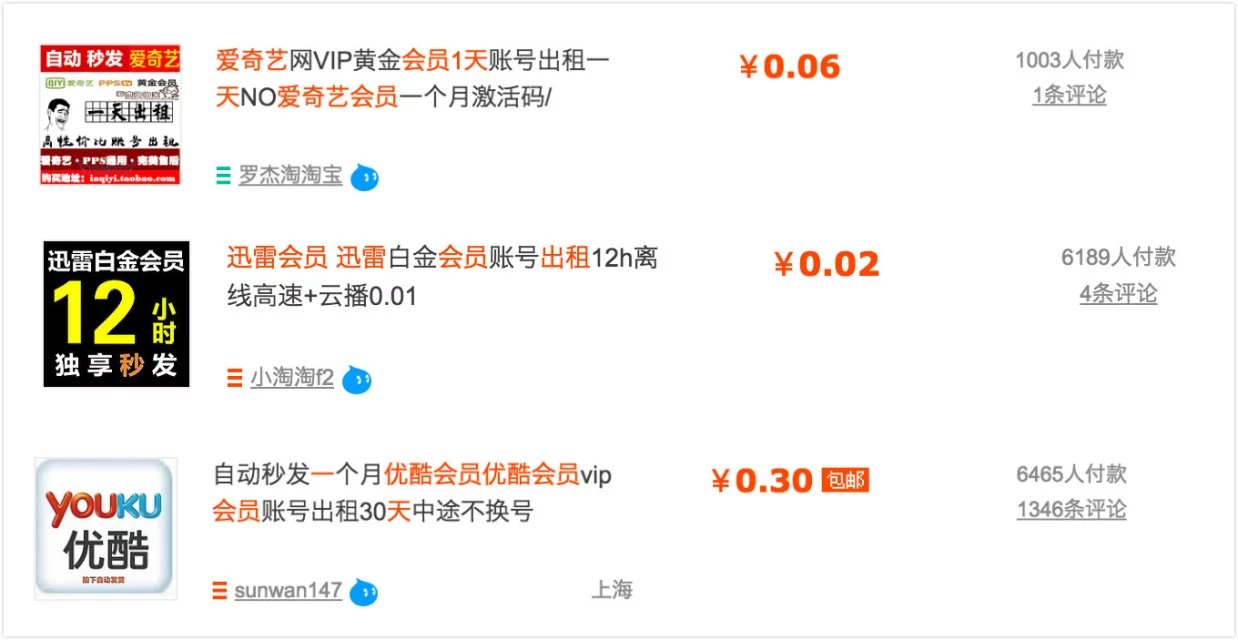 自动 秒发 爱奇艺
爱奇艺 PPS 黄金会员
一天出租
高性价比账号出租
爱奇艺·PPS通用·完美售后
购买地址：iaqiyi.taobao.com
爱奇艺网VIP黄金会员1天账号出租一
天NO爱奇艺会员一个月激活码/
罗杰淘淘宝
￥0.06
1003人付款
1条评论
迅雷白金会员
12小时
独享秒发
迅雷会员 迅雷白金会员账号出租12h离
线高速+云播0.01
小淘淘f2
￥0.02
6189人付款
4条评论
YOUKU
优酷
拍下自动发货
自动秒发一个月优酷会员优酷会员vip
会员账号出租30天中途不换号
sunwan147
上海
￥0.30 包邮
6465人付款
1346条评论